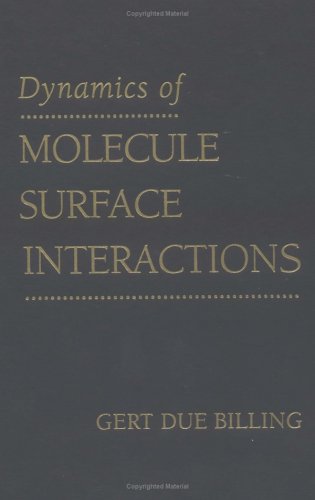 Dynamics of
MOLECULE
SURFACE
INTERACTIONS
GERT DUE BILLING